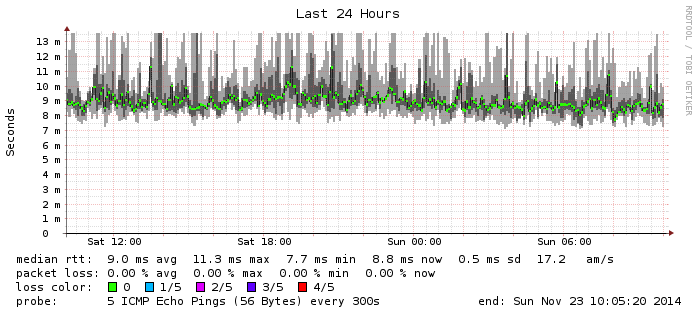 Last 24 Hours
RRDTOOL / TOBI OETIKER
Seconds
13 m
12 m
11 m
10 m
9 m
8 m
7 m
6 m
5 m
4 m
3 m
2 m
1 m
0
Sat 12:00 Sat 18:00 Sun 00:00 Sun 06:00
median rtt: 9.0 ms avg 11.3 ms max 7.7 ms min 8.8 ms now 0.5 ms sd 17.2 am/s
packet loss: 0.00 % avg 0.00 % max 0.00 % min 0.00 % now
loss color: 0 1/5 2/5 3/5 4/5
probe: 5 ICMP Echo Pings (56 Bytes) every 300s end: Sun Nov 23 10:05:20 2014